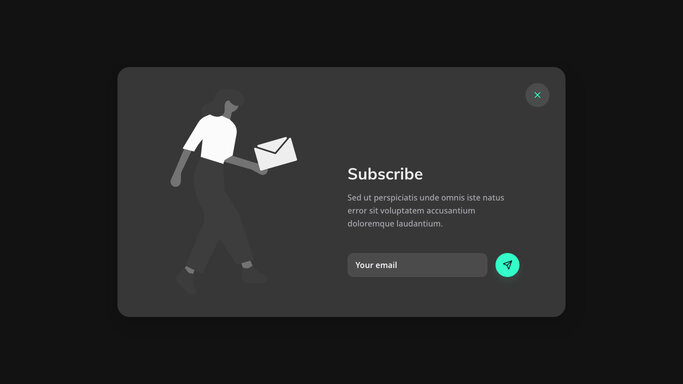 Subscribe
Sed ut perspiciatis unde omnis iste natus
error sit voluptatem accusantium
doloremque laudantium.
Your email